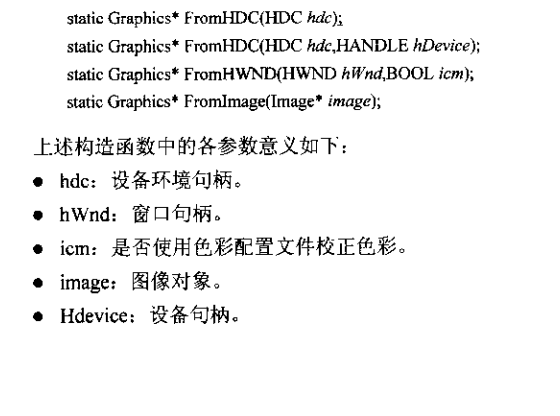 static Graphics* FromHDC(HDC hdc);
static Graphics* FromHDC(HDC hdc,HANDLE hDevice);
static Graphics* FromHWND(HWND hWnd,BOOL icm);
static Graphics* FromImage(Image* image);
上述构造函数中的各参数意义如下：
● hdc：设备环境句柄。
● hWnd：窗口句柄。
● icm：是否使用色彩配置文件校正色彩。
● image：图像对象。
● Hdevice：设备句柄。